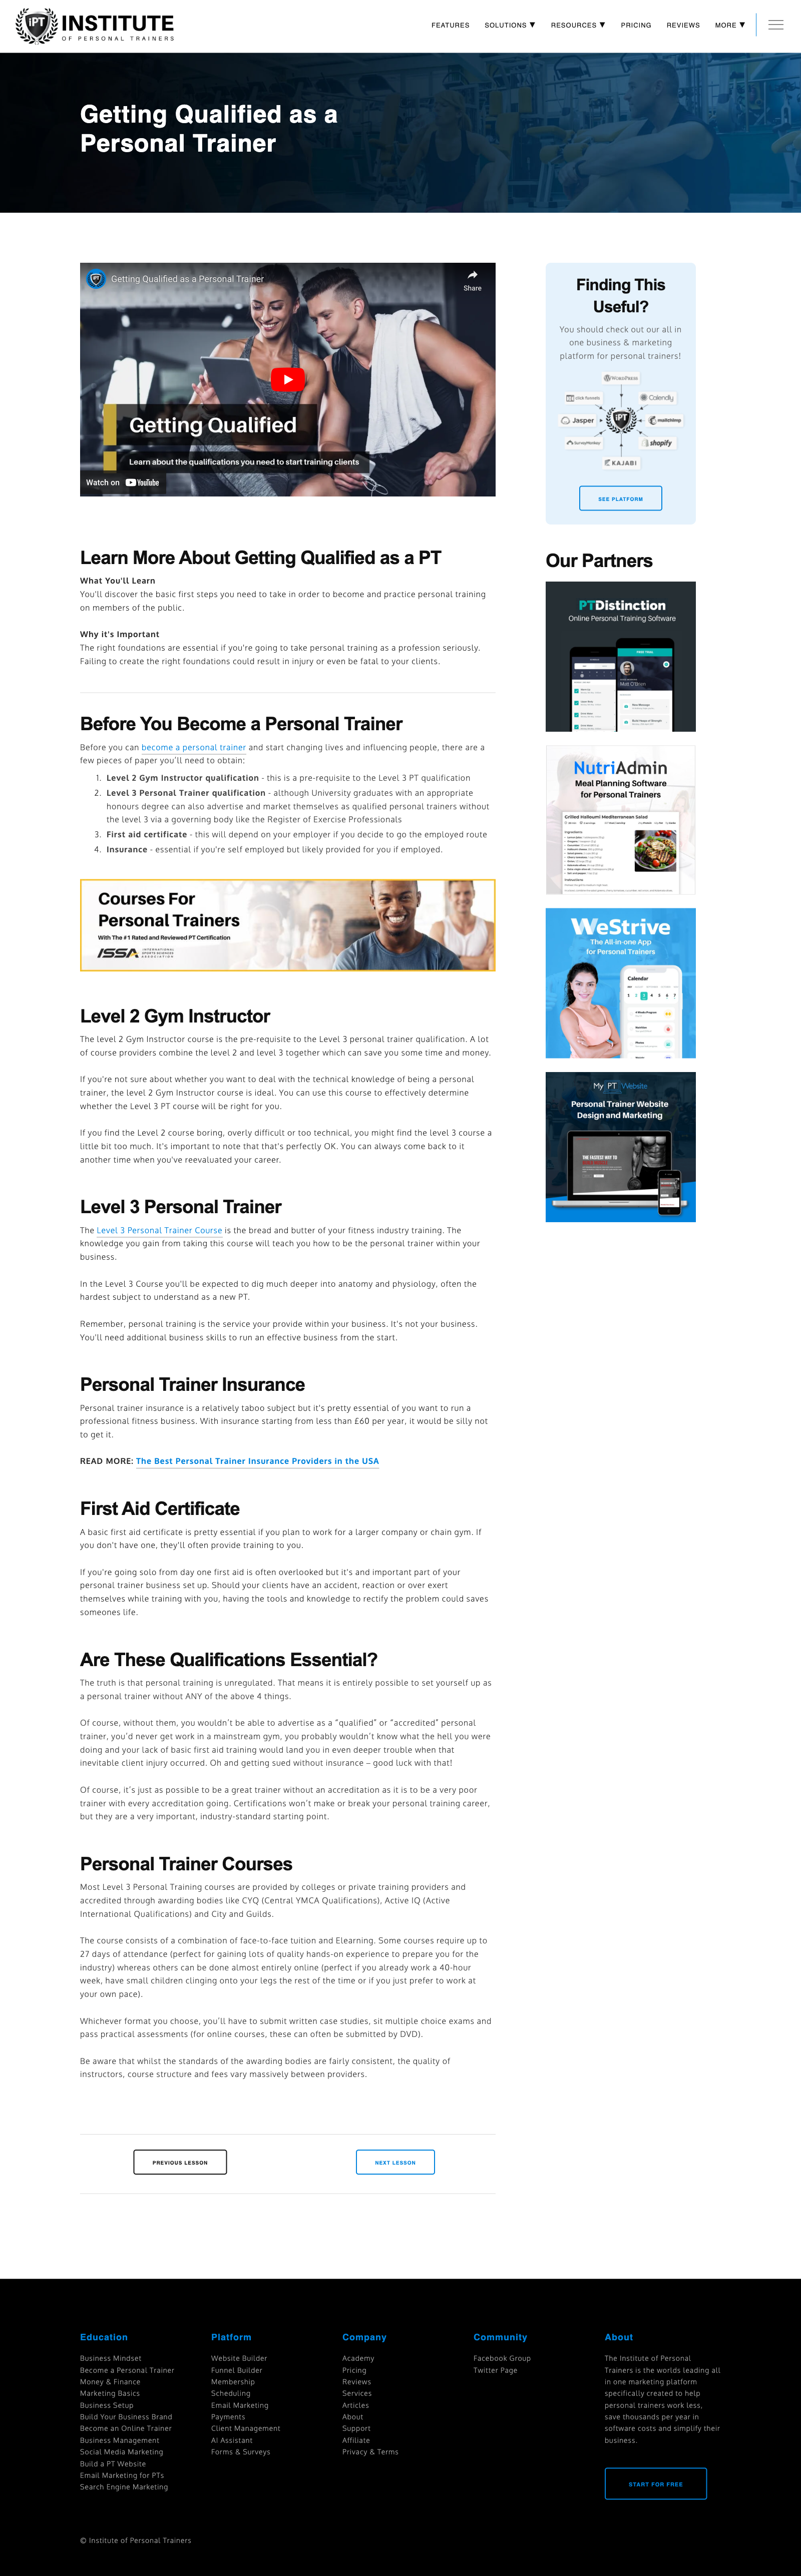 iPT INSTITUTE
OF PERSONAL TRAINERS
FEATURES SOLUTIONS ▼ RESOURCES ▼ PRICING REVIEWS MORE ▼
Getting Qualified as a
Personal Trainer
iPT Getting Qualified as a Personal Trainer
Share
Getting Qualified
Learn about the qualifications you need to start training clients
Watch on YouTube
Finding This
Useful?
You should check out our all in
one business & marketing
platform for personal trainers!
WordPress
click funnels Calendly
Jasper iPT mailchimp
SurveyMonkey shopify
KAJABI
SEE PLATFORM
Learn More About Getting Qualified as a PT
What You'll Learn
You'll discover the basic first steps you need to take in order to become and practice personal training
on members of the public.
Why it's Important
The right foundations are essential if you're going to take personal training as a profession seriously.
Failing to create the right foundations could result in injury or even be fatal to your clients.
Before You Become a Personal Trainer
Before you can become a personal trainer and start changing lives and influencing people, there are a
few pieces of paper you'll need to obtain:
1. Level 2 Gym Instructor qualification - this is a pre-requisite to the Level 3 PT qualification
2. Level 3 Personal Trainer qualification - although University graduates with an appropriate
honours degree can also advertise and market themselves as qualified personal trainers without
the level 3 via a governing body like the Register of Exercise Professionals
3. First aid certificate - this will depend on your employer if you decide to go the employed route
4. Insurance - essential if you're self employed but likely provided for you if employed.
Courses For
Personal Trainers
With The #1 Rated and Reviewed PT Certification
ISSA INTERNATIONAL
SPORTS SCIENCES
ASSOCIATION
Level 2 Gym Instructor
The level 2 Gym Instructor course is the pre-requisite to the Level 3 personal trainer qualification. A lot
of course providers combine the level 2 and level 3 together which can save you some time and money.
If you're not sure about whether you want to deal with the technical knowledge of being a personal
trainer, the level 2 Gym Instructor course is ideal. You can use this course to effectively determine
whether the Level 3 PT course will be right for you.
If you find the Level 2 course boring, overly difficult or too technical, you might find the level 3 course a
little bit too much. It's important to note that that's perfectly OK. You can always come back to it
another time when you've reevaluated your career.
Level 3 Personal Trainer
The Level 3 Personal Trainer Course is the bread and butter of your fitness industry training. The
knowledge you gain from taking this course will teach you how to be the personal trainer within your
business.
In the Level 3 Course you'll be expected to dig much deeper into anatomy and physiology, often the
hardest subject to understand as a new PT.
Remember, personal training is the service your provide within your business. It's not your business.
You'll need additional business skills to run an effective business from the start.
Personal Trainer Insurance
Personal trainer insurance is a relatively taboo subject but it's pretty essential of you want to run a
professional fitness business. With insurance starting from less than £60 per year, it would be silly not
to get it.
READ MORE: The Best Personal Trainer Insurance Providers in the USA
First Aid Certificate
A basic first aid certificate is pretty essential if you plan to work for a larger company or chain gym. If
you don't have one, they'll often provide training to you.
If you're going solo from day one first aid is often overlooked but it's and important part of your
personal trainer business set up. Should your clients have an accident, reaction or over exert
themselves while training with you, having the tools and knowledge to rectify the problem could saves
someones life.
Are These Qualifications Essential?
The truth is that personal training is unregulated. That means it is entirely possible to set yourself up as
a personal trainer without ANY of the above 4 things.
Of course, without them, you wouldn't be able to advertise as a "qualified" or "accredited" personal
trainer, you'd never get work in a mainstream gym, you probably wouldn't know what the hell you were
doing and your lack of basic first aid training would land you in even deeper trouble when that
inevitable client injury occurred. Oh and getting sued without insurance – good luck with that!
Of course, it's just as possible to be a great trainer without an accreditation as it is to be a very poor
trainer with every accreditation going. Certifications won't make or break your personal training career,
but they are a very important, industry-standard starting point.
Personal Trainer Courses
Most Level 3 Personal Training courses are provided by colleges or private training providers and
accredited through awarding bodies like CYQ (Central YMCA Qualifications), Active IQ (Active
International Qualifications) and City and Guilds.
The course consists of a combination of face-to-face tuition and Elearning. Some courses require up to
27 days of attendance (perfect for gaining lots of quality hands-on experience to prepare you for the
industry) whereas others can be done almost entirely online (perfect if you already work a 40-hour
week, have small children clinging onto your legs the rest of the time or if you just prefer to work at
your own pace).
Whichever format you choose, you'll have to submit written case studies, sit multiple choice exams and
pass practical assessments (for online courses, these can often be submitted by DVD).
Be aware that whilst the standards of the awarding bodies are fairly consistent, the quality of
instructors, course structure and fees vary massively between providers.
PREVIOUS LESSON NEXT LESSON
Our Partners
PTDistinction
Online Personal Training Software
FREE TRIAL
Matt O'Brien
NutriAdmin
Meal Planning Software
for Personal Trainers
Grilled Halloumi Mediterranean Salad
Ingredients
Instructions
WeStrive
The All-in-one App
for Personal Trainers
Calendar
My PT Website
Personal Trainer Website
Design and Marketing
THE FASTEST WAY TO
Education
Business Mindset
Become a Personal Trainer
Money & Finance
Marketing Basics
Business Setup
Build Your Business Brand
Become an Online Trainer
Business Management
Social Media Marketing
Build a PT Website
Email Marketing for PTs
Search Engine Marketing
Platform
Website Builder
Funnel Builder
Membership
Scheduling
Email Marketing
Payments
Client Management
AI Assistant
Forms & Surveys
Company
Academy
Pricing
Reviews
Services
Articles
About
Support
Affiliate
Privacy & Terms
Community
Facebook Group
Twitter Page
About
The Institute of Personal
Trainers is the worlds leading all
in one marketing platform
specifically created to help
personal trainers work less,
save thousands per year in
software costs and simplify their
business.
START FOR FREE
© Institute of Personal Trainers